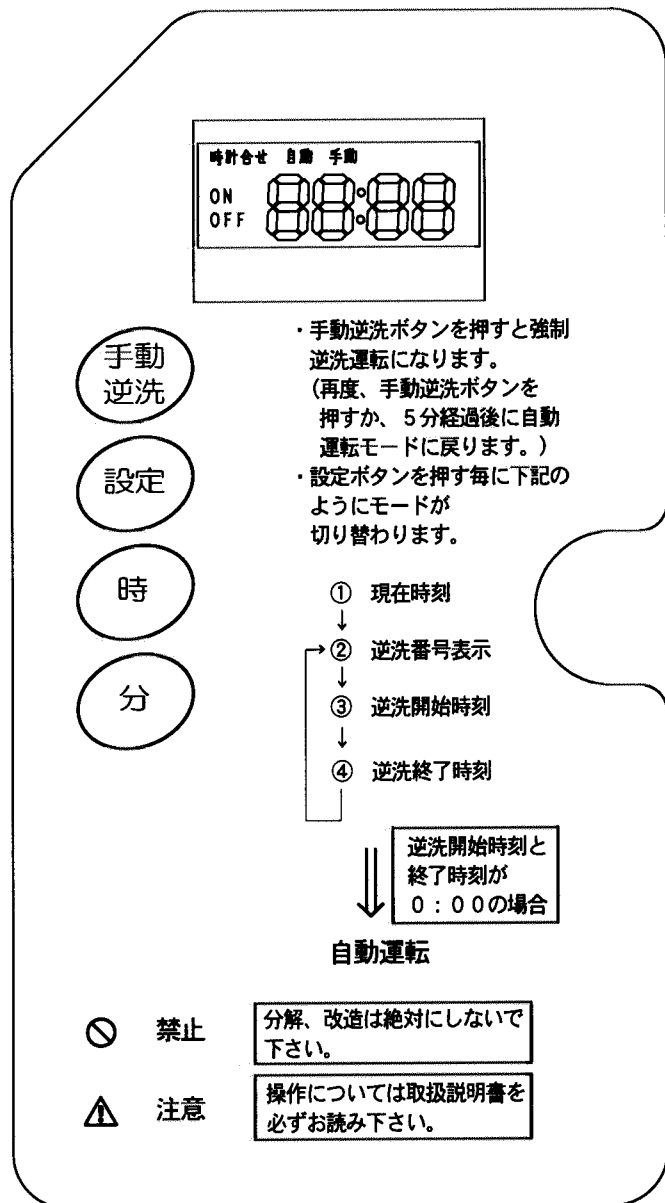 時計合せ 自動 手動
ON
OFF
88:88
手動
逆洗
設定
時
分
・手動逆洗ボタンを押すと強制
逆洗運転になります。
(再度、手動逆洗ボタンを
押すか、5分経過後に自動
運転モードに戻ります。)
・設定ボタンを押す毎に下記の
ようにモードが
切り替わります。
① 現在時刻
↓
→② 逆洗番号表示
↓
③ 逆洗開始時刻
↓
④ 逆洗終了時刻
逆洗開始時刻と
終了時刻が
0:00の場合
自動運転
禁止
分解、改造は絶対にしないで
下さい。
注意
操作については取扱説明書を
必ずお読み下さい。